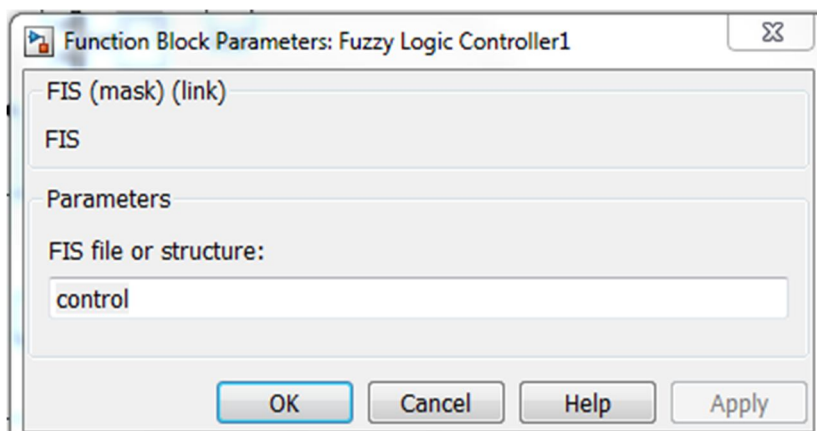 Function Block Parameters: Fuzzy Logic Controller1
FIS (mask) (link)
FIS
Parameters
FIS file or structure:
control
OK Cancel Help Apply